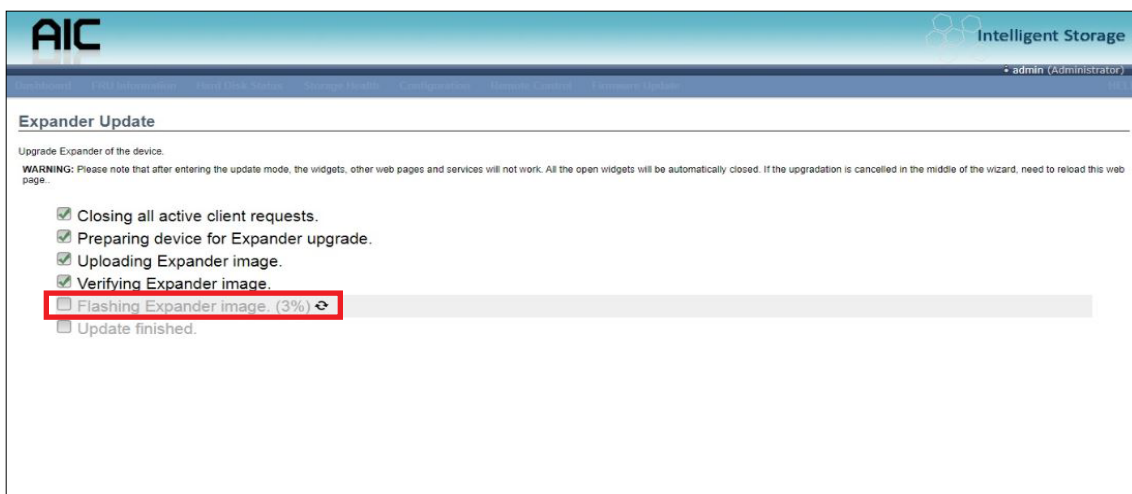 AIC
Intelligent Storage
admin (Administrator)
Dashboard FRU Information Hard Disk Status Storage Health Configuration Remote Control Firmware Update
Expander Update
Upgrade Expander of the device.
WARNING: Please note that after entering the update mode, the widgets, other web pages and services will not work. All the open widgets will be automatically closed. If the upgradation is cancelled in the middle of the wizard, need to reload this web
page..
Closing all active client requests.
Preparing device for Expander upgrade.
Uploading Expander image.
Verifying Expander image.
Flashing Expander image. (3%)
Update finished.